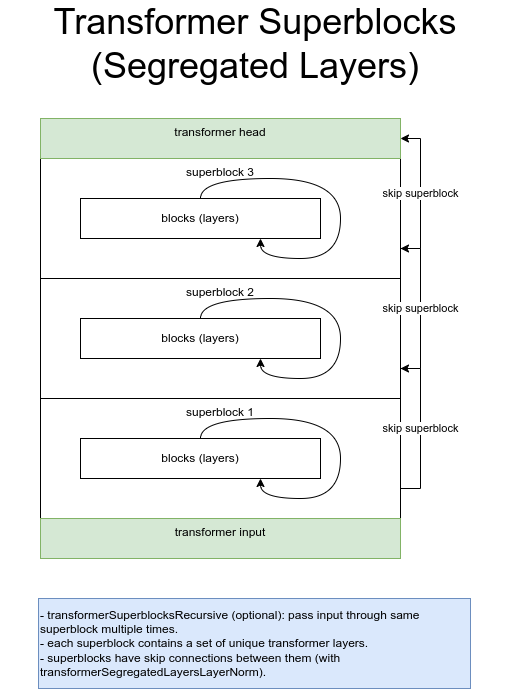 Transformer Superblocks
(Segregated Layers)
transformer head
superblock 3
skip superblock
blocks (layers)
superblock 2
skip superblock
blocks (layers)
superblock 1
skip superblock
blocks (layers)
transformer input
- transformerSuperblocksRecursive (optional): pass input through same
superblock multiple times.
- each superblock contains a set of unique transformer layers.
- superblocks have skip connections between them (with
transformerSegregatedLayersLayerNorm).